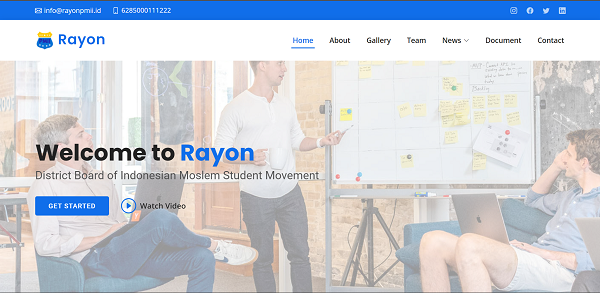 info@rayonpmii.id 6285000111222
Rayon
Home About Gallery Team News Document Contact
Welcome to Rayon
District Board of Indonesian Moslem Student Movement
GET STARTED Watch Video